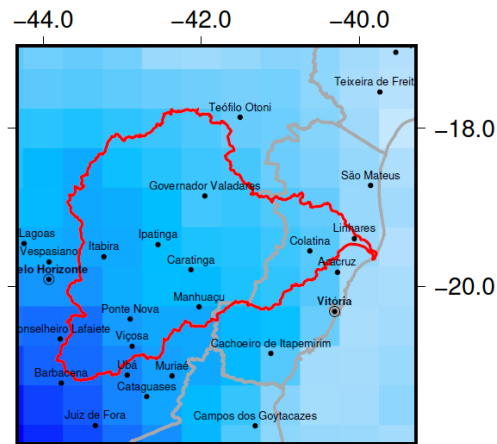 -44.0 -42.0 -40.0
Teixeira de Freit
Teófilo Otoni
-18.0
São Mateus
Governador Valadares
Linhares
Lagoas
Ipatinga
Colatina
Vespasiano
Itabira
Caratinga
Aracruz
elo Horizonte
-20.0
Manhuaçu
Vitória
Ponte Nova
onselheiro Lafaiete
Viçosa
Cachoeiro de Itapemirim
Barbacena
Ubá
Muriaé
Cataguases
Juiz de Fora
Campos dos Goytacazes